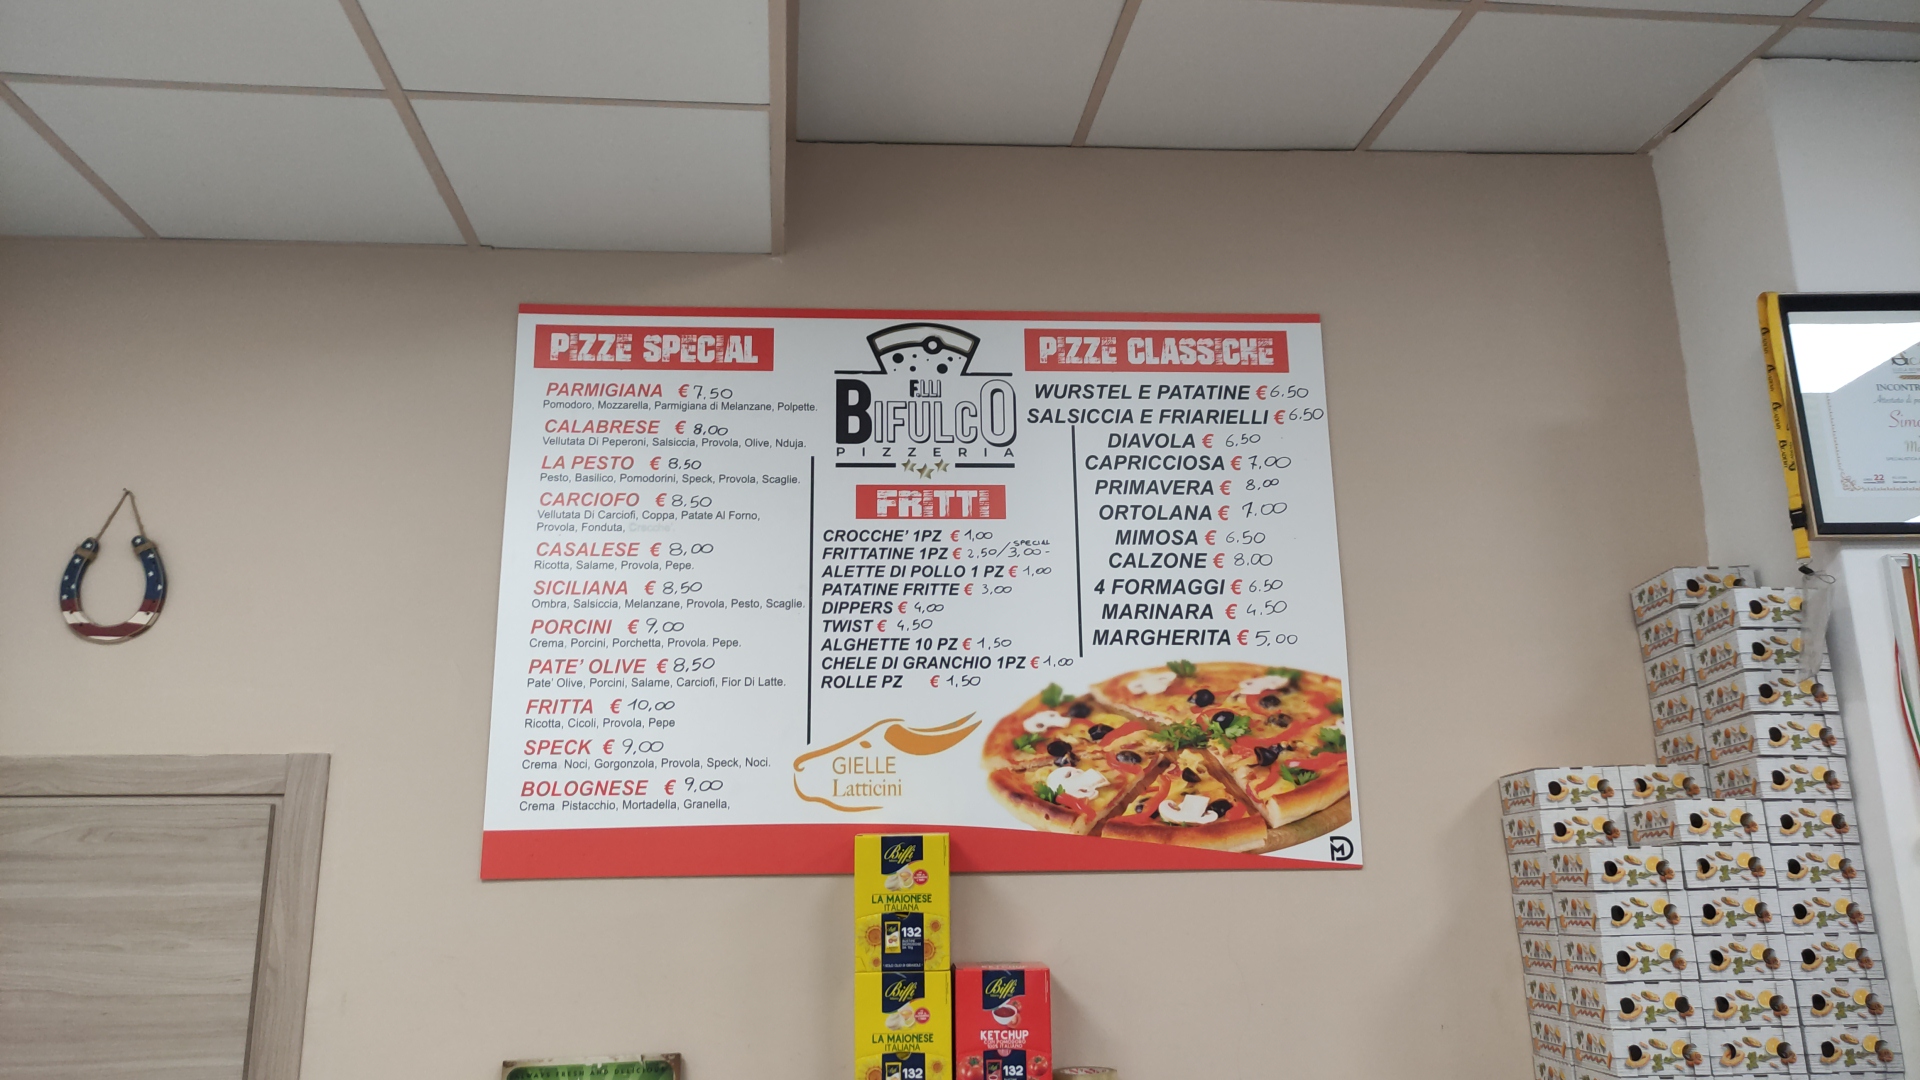 PIZZE SPECIAL
PARMIGIANA € 7,50
Pomodoro, Mozzarella, Parmigiana di Melanzane, Polpette.
CALABRESE € 8,00
Vellutata Di Peperoni, Salsiccia, Provola, Olive, Nduja.
LA PESTO € 8,50
Pesto, Basilico, Pomodorini, Speck, Provola, Scaglie.
CARCIOFO € 8,50
Vellutata Di Carciofi, Coppa, Patate Al Forno,
Provola, Fonduta,
CASALESE € 8,00
Ricotta, Salame, Provola, Pepe.
SICILIANA € 8,50
Ombra, Salsiccia, Melanzane, Provola, Pesto, Scaglie.
PORCINI € 9,00
Crema, Porcini, Porchetta, Provola. Pepe.
PATE' OLIVE € 8,50
Pate' Olive, Porcini, Salame, Carciofi, Fior Di Latte.
FRITTA € 10,00
Ricotta, Cicoli, Provola, Pepe
SPECK € 9,00
Crema Noci, Gorgonzola, Provola, Speck, Noci.
BOLOGNESE € 9,00
Crema Pistacchio, Mortadella, Granella,
F.LLI
BIFULCO
PIZZERIA
FRITTI
CROCCHE' 1PZ € 1,00
FRITTATINE 1PZ € 2,50/3,00- SPECIAL
ALETTE DI POLLO 1 PZ € 1,00
PATATINE FRITTE € 3,00
DIPPERS € 4,00
TWIST € 4.50
ALGHETTE 10 PZ € 1,50
CHELE DI GRANCHIO 1PZ € 1,00
ROLLE PZ € 1,50
GIELLE
Latticini
PIZZE CLASSICHE
WURSTEL E PATATINE € 6.50
SALSICCIA E FRIARIELLI € 6.50
DIAVOLA € 6,50
CAPRICCIOSA € 7,00
PRIMAVERA € 8,00
ORTOLANA € 7.00
MIMOSA € 6.50
CALZONE € 8.00
4 FORMAGGI € 6.50
MARINARA € 4.50
MARGHERITA € 5,00
MD
Biffi
LA MAIONESE
ITALIANA
132
Biffi
LA MAIONESE
ITALIANA
132
Biffi
KETCHUP
132
ALWAYS FRESH AND DELICIOUS
INCONTR
Sim
22